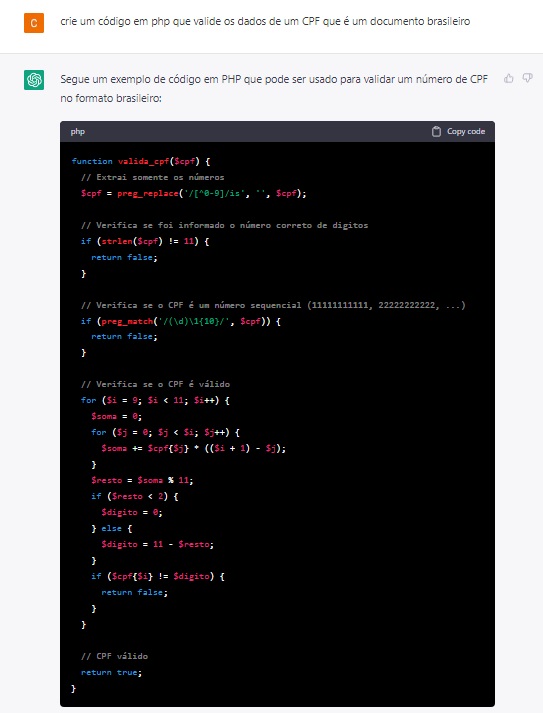 C
crie um código em php que valide os dados de um CPF que é um documento brasileiro
Segue um exemplo de código em PHP que pode ser usado para validar um número de CPF
no formato brasileiro:
php
Copy code
function valida_cpf($cpf) {
  // Extrai somente os números
  $cpf = preg_replace('/[^0-9]/is', '', $cpf);

  // Verifica se foi informado o número correto de digitos
  if (strlen($cpf) != 11) {
    return false;
  }

  // Verifica se o CPF é um número sequencial (11111111111, 22222222222, ...)
  if (preg_match('/(\d)\1{10}/', $cpf)) {
    return false;
  }

  // Verifica se o CPF é válido
  for ($i = 9; $i < 11; $i++) {
    $soma = 0;
    for ($j = 0; $j < $i; $j++) {
      $soma += $cpf{$j} * (($i + 1) - $j);
    }
    $resto = $soma % 11;
    if ($resto < 2) {
      $digito = 0;
    } else {
      $digito = 11 - $resto;
    }
    if ($cpf{$i} != $digito) {
      return false;
    }
  }

  // CPF válido
  return true;
}